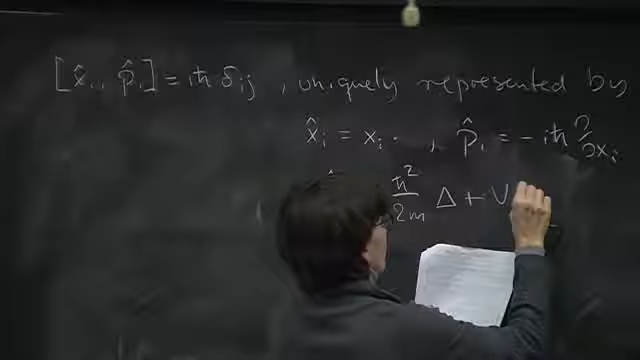 [x̂ᵢ, p̂ᵢ] = iħ δᵢⱼ , uniquely represented by
x̂ᵢ = xᵢ · , p̂ᵢ = −iħ ∂/∂xᵢ
ħ²/2m Δ + U